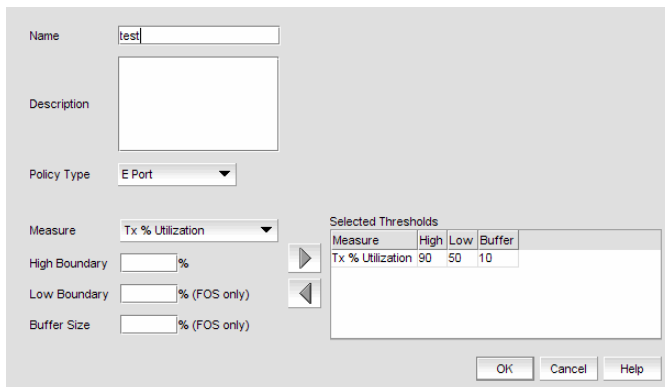 Name test
Description
Policy Type E Port
Measure Tx % Utilization
High Boundary %
Low Boundary % (FOS only)
Buffer Size % (FOS only)
Selected Thresholds
Measure High Low Buffer
Tx % Utilization 90 50 10
OK Cancel Help